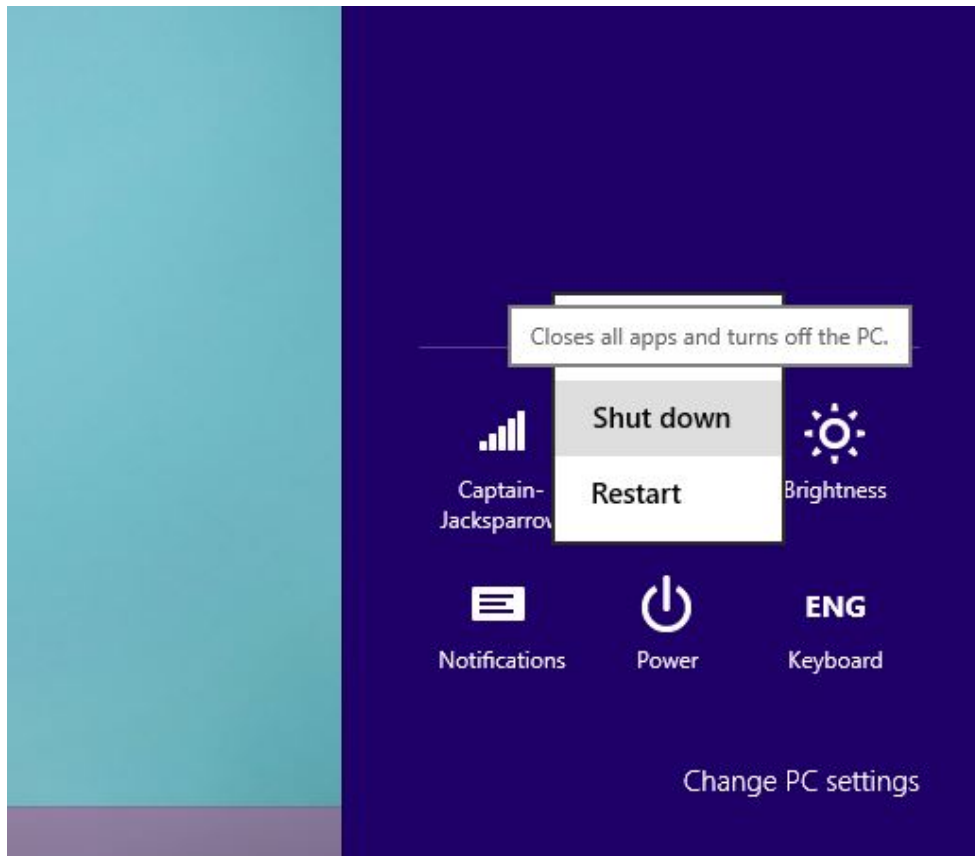 Closes all apps and turns off the PC.
Shut down
Restart
Captain-
Jacksparrow
Brightness
Notifications
Power
ENG
Keyboard
Change PC settings